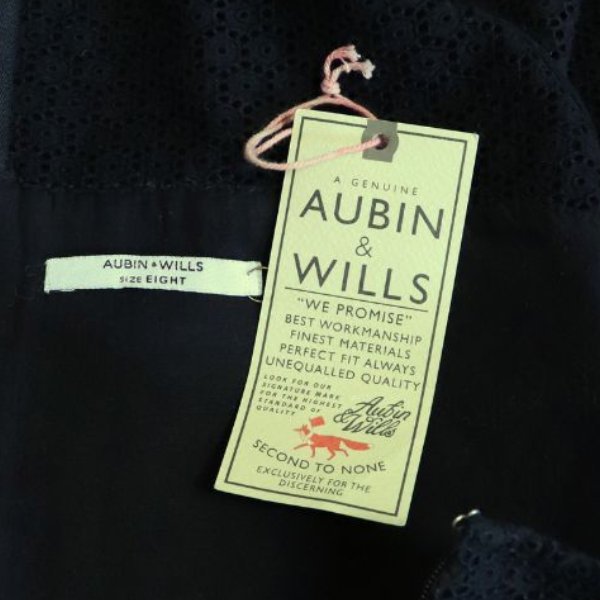 A GENUINE
AUBIN
&
WILLS
"WE PROMISE"
BEST WORKMANSHIP
FINEST MATERIALS
PERFECT FIT ALWAYS
UNEQUALLED QUALITY
LOOK FOR OUR
SIGNATURE MARK
FOR THE HIGHEST
STANDARD OF
QUALITY
Aubin
& Wills
SECOND TO NONE
EXCLUSIVELY FOR THE
DISCERNING
AUBIN & WILLS
SIZE EIGHT